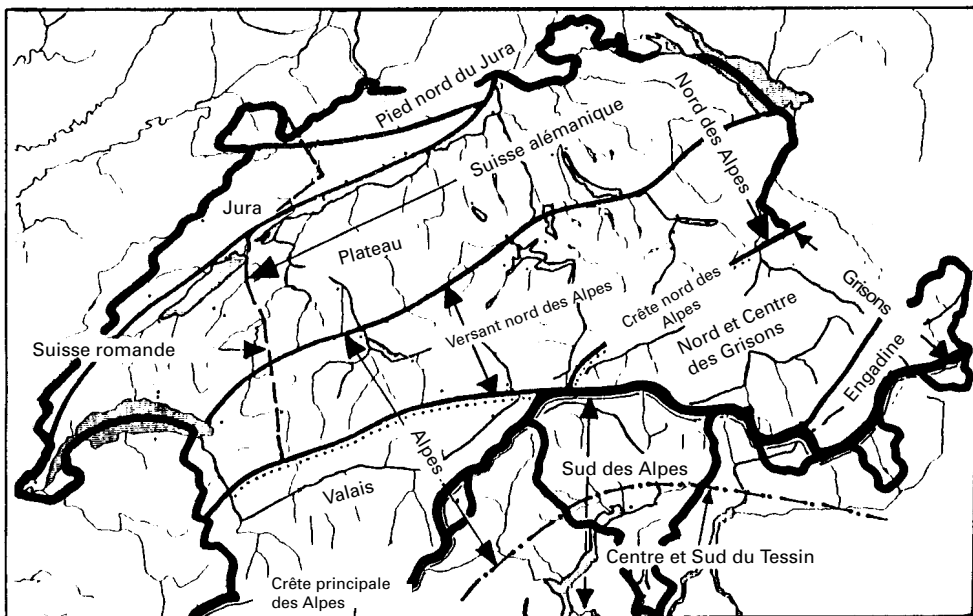 Pied nord du Jura
Nord des Alpes
Suisse alémanique
Jura
Plateau
Crête nord des
Alpes
Grisons
Versant nord des Alpes
Nord et Centre
des Grisons
Suisse romande
Engadine
Alpes
Sud des Alpes
Valais
Centre et Sud du Tessin
Crête principale
des Alpes